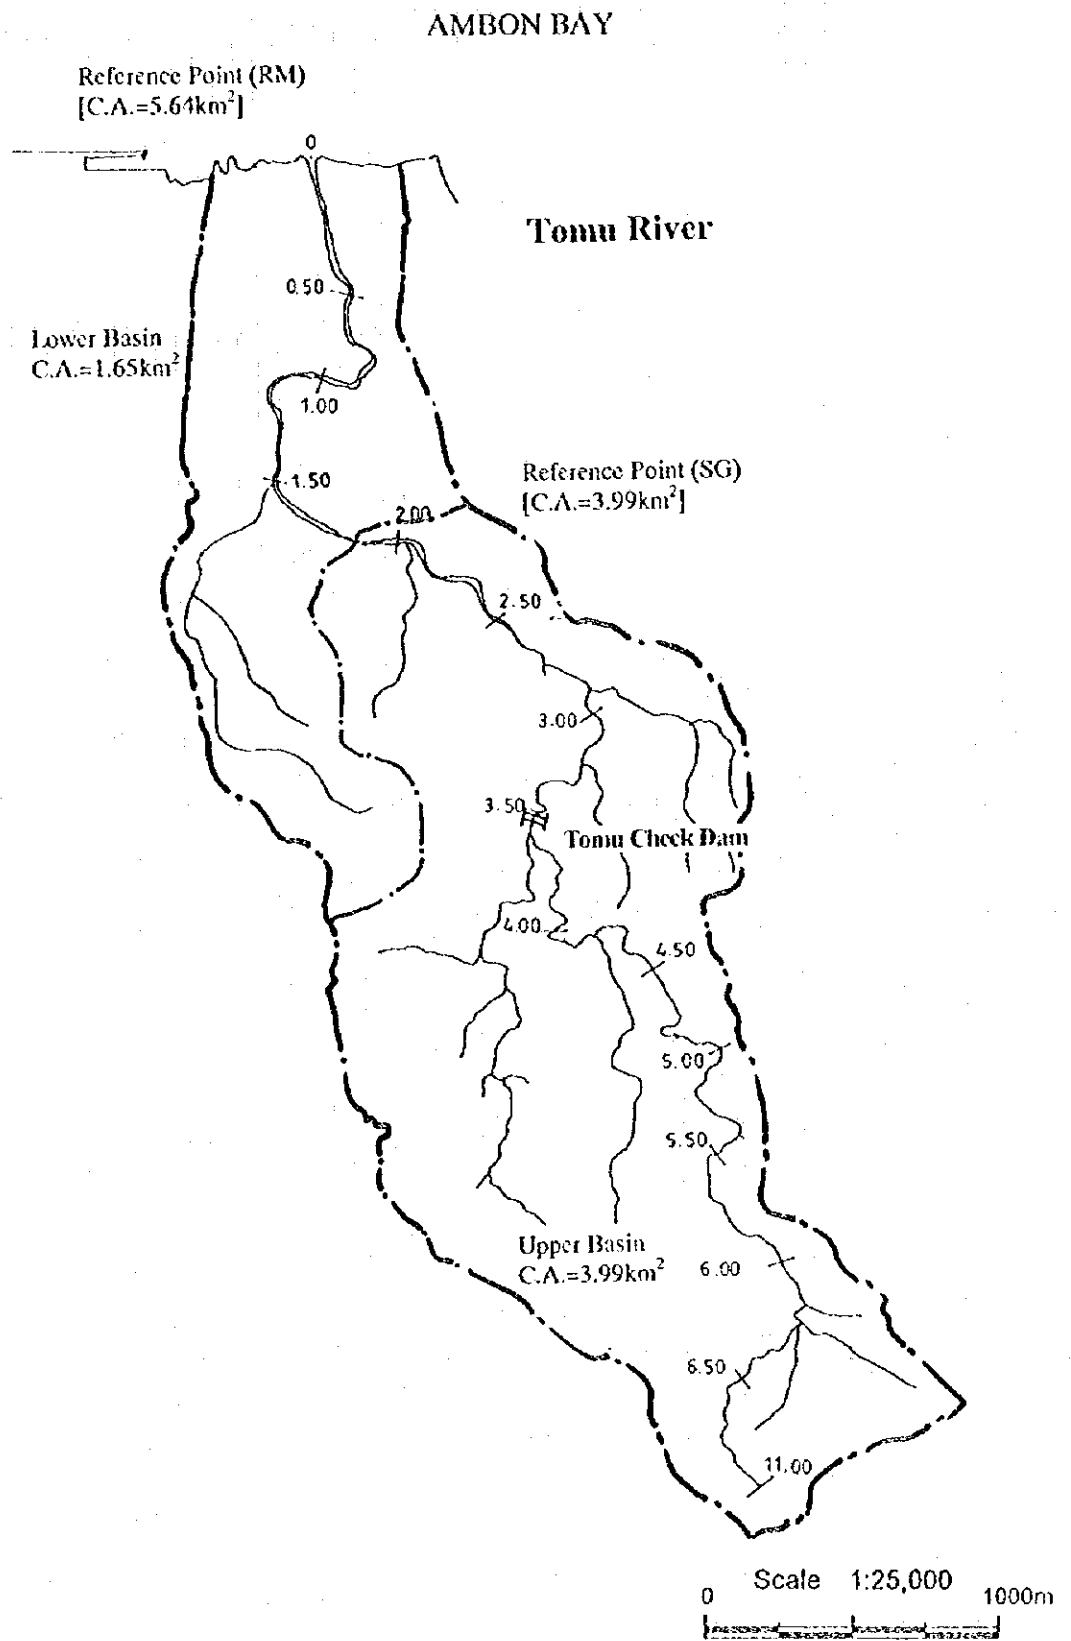 AMBON BAY
Reference Point (RM)
[C.A.=5.64km²]
0
Tomu River
0.50
Lower Basin
C.A.=1.65km²
1.00
1.50
Reference Point (SG)
[C.A.=3.99km²]
2.00
2.50
3.00
3.50
Tomu Check Dam
4.00
4.50
5.00
5.50
Upper Basin
C.A.=3.99km²
6.00
6.50
11.00
Scale 1:25,000
0 1000m